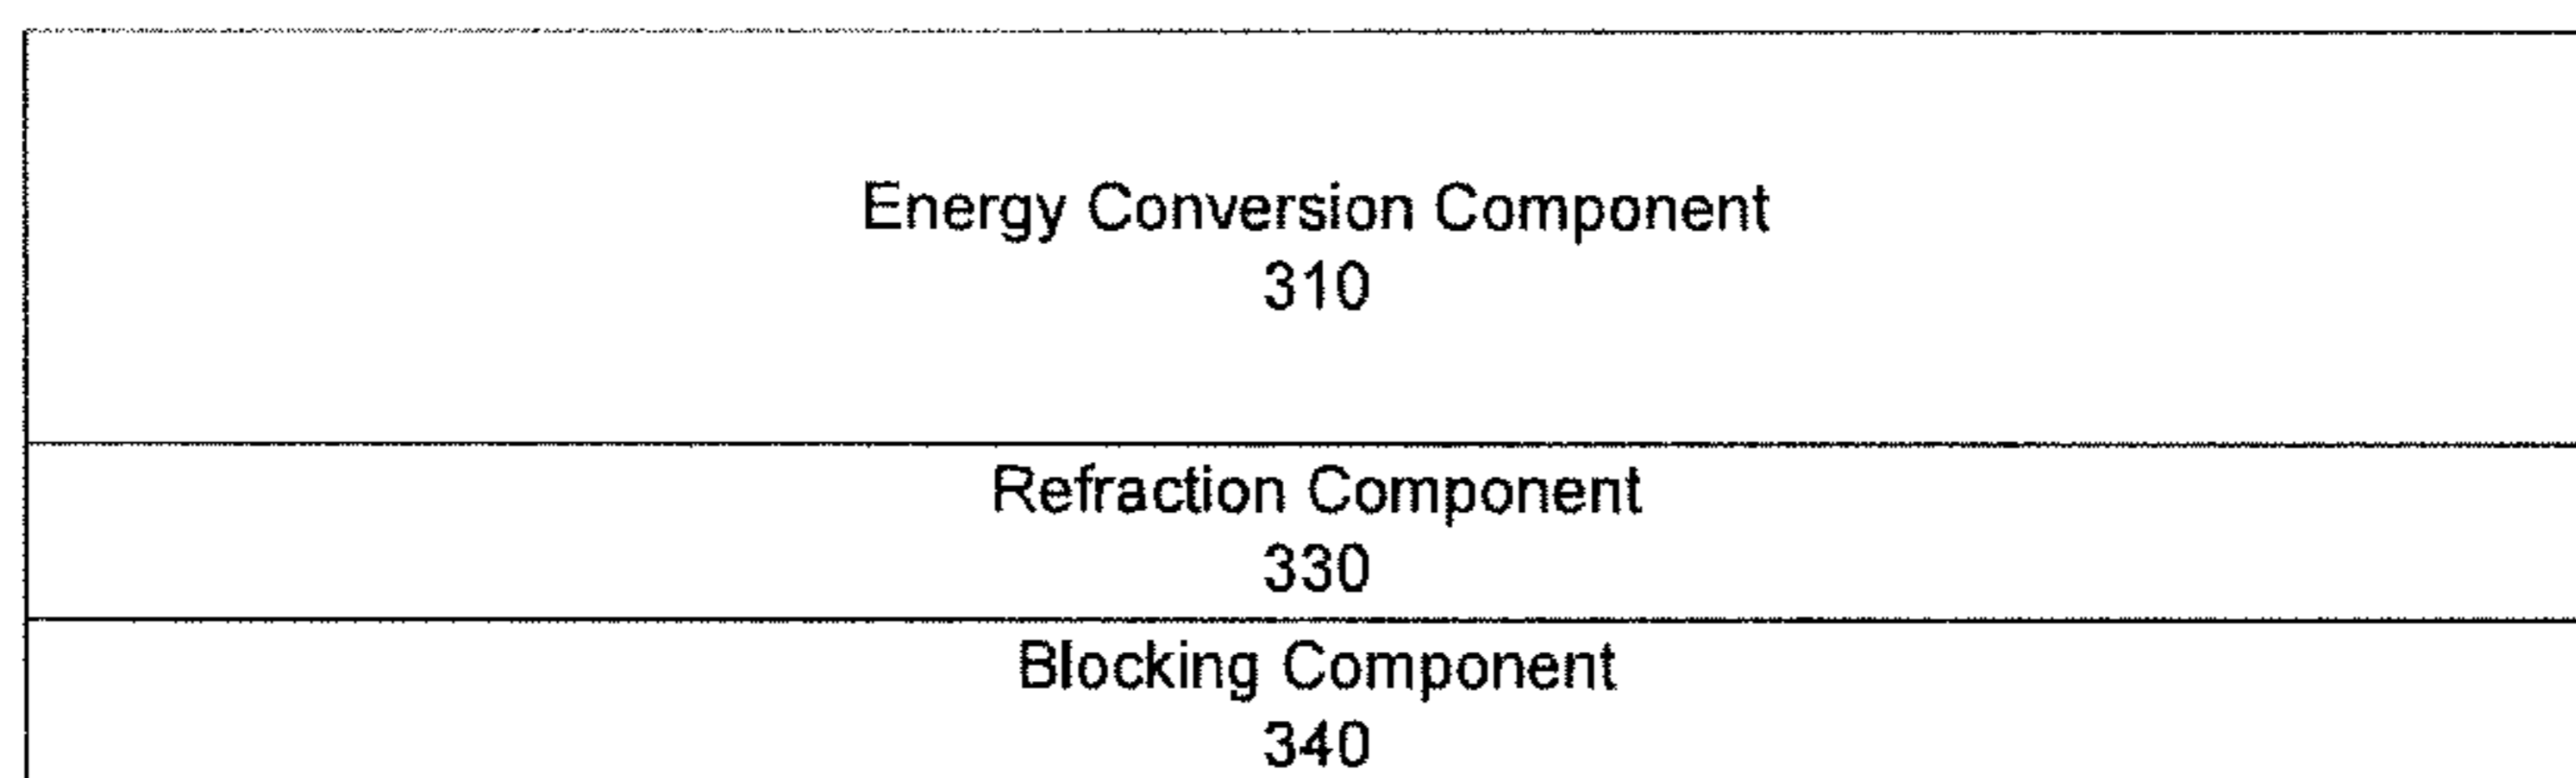 Energy Conversion Component
310
Refraction Component
330
Blocking Component
340